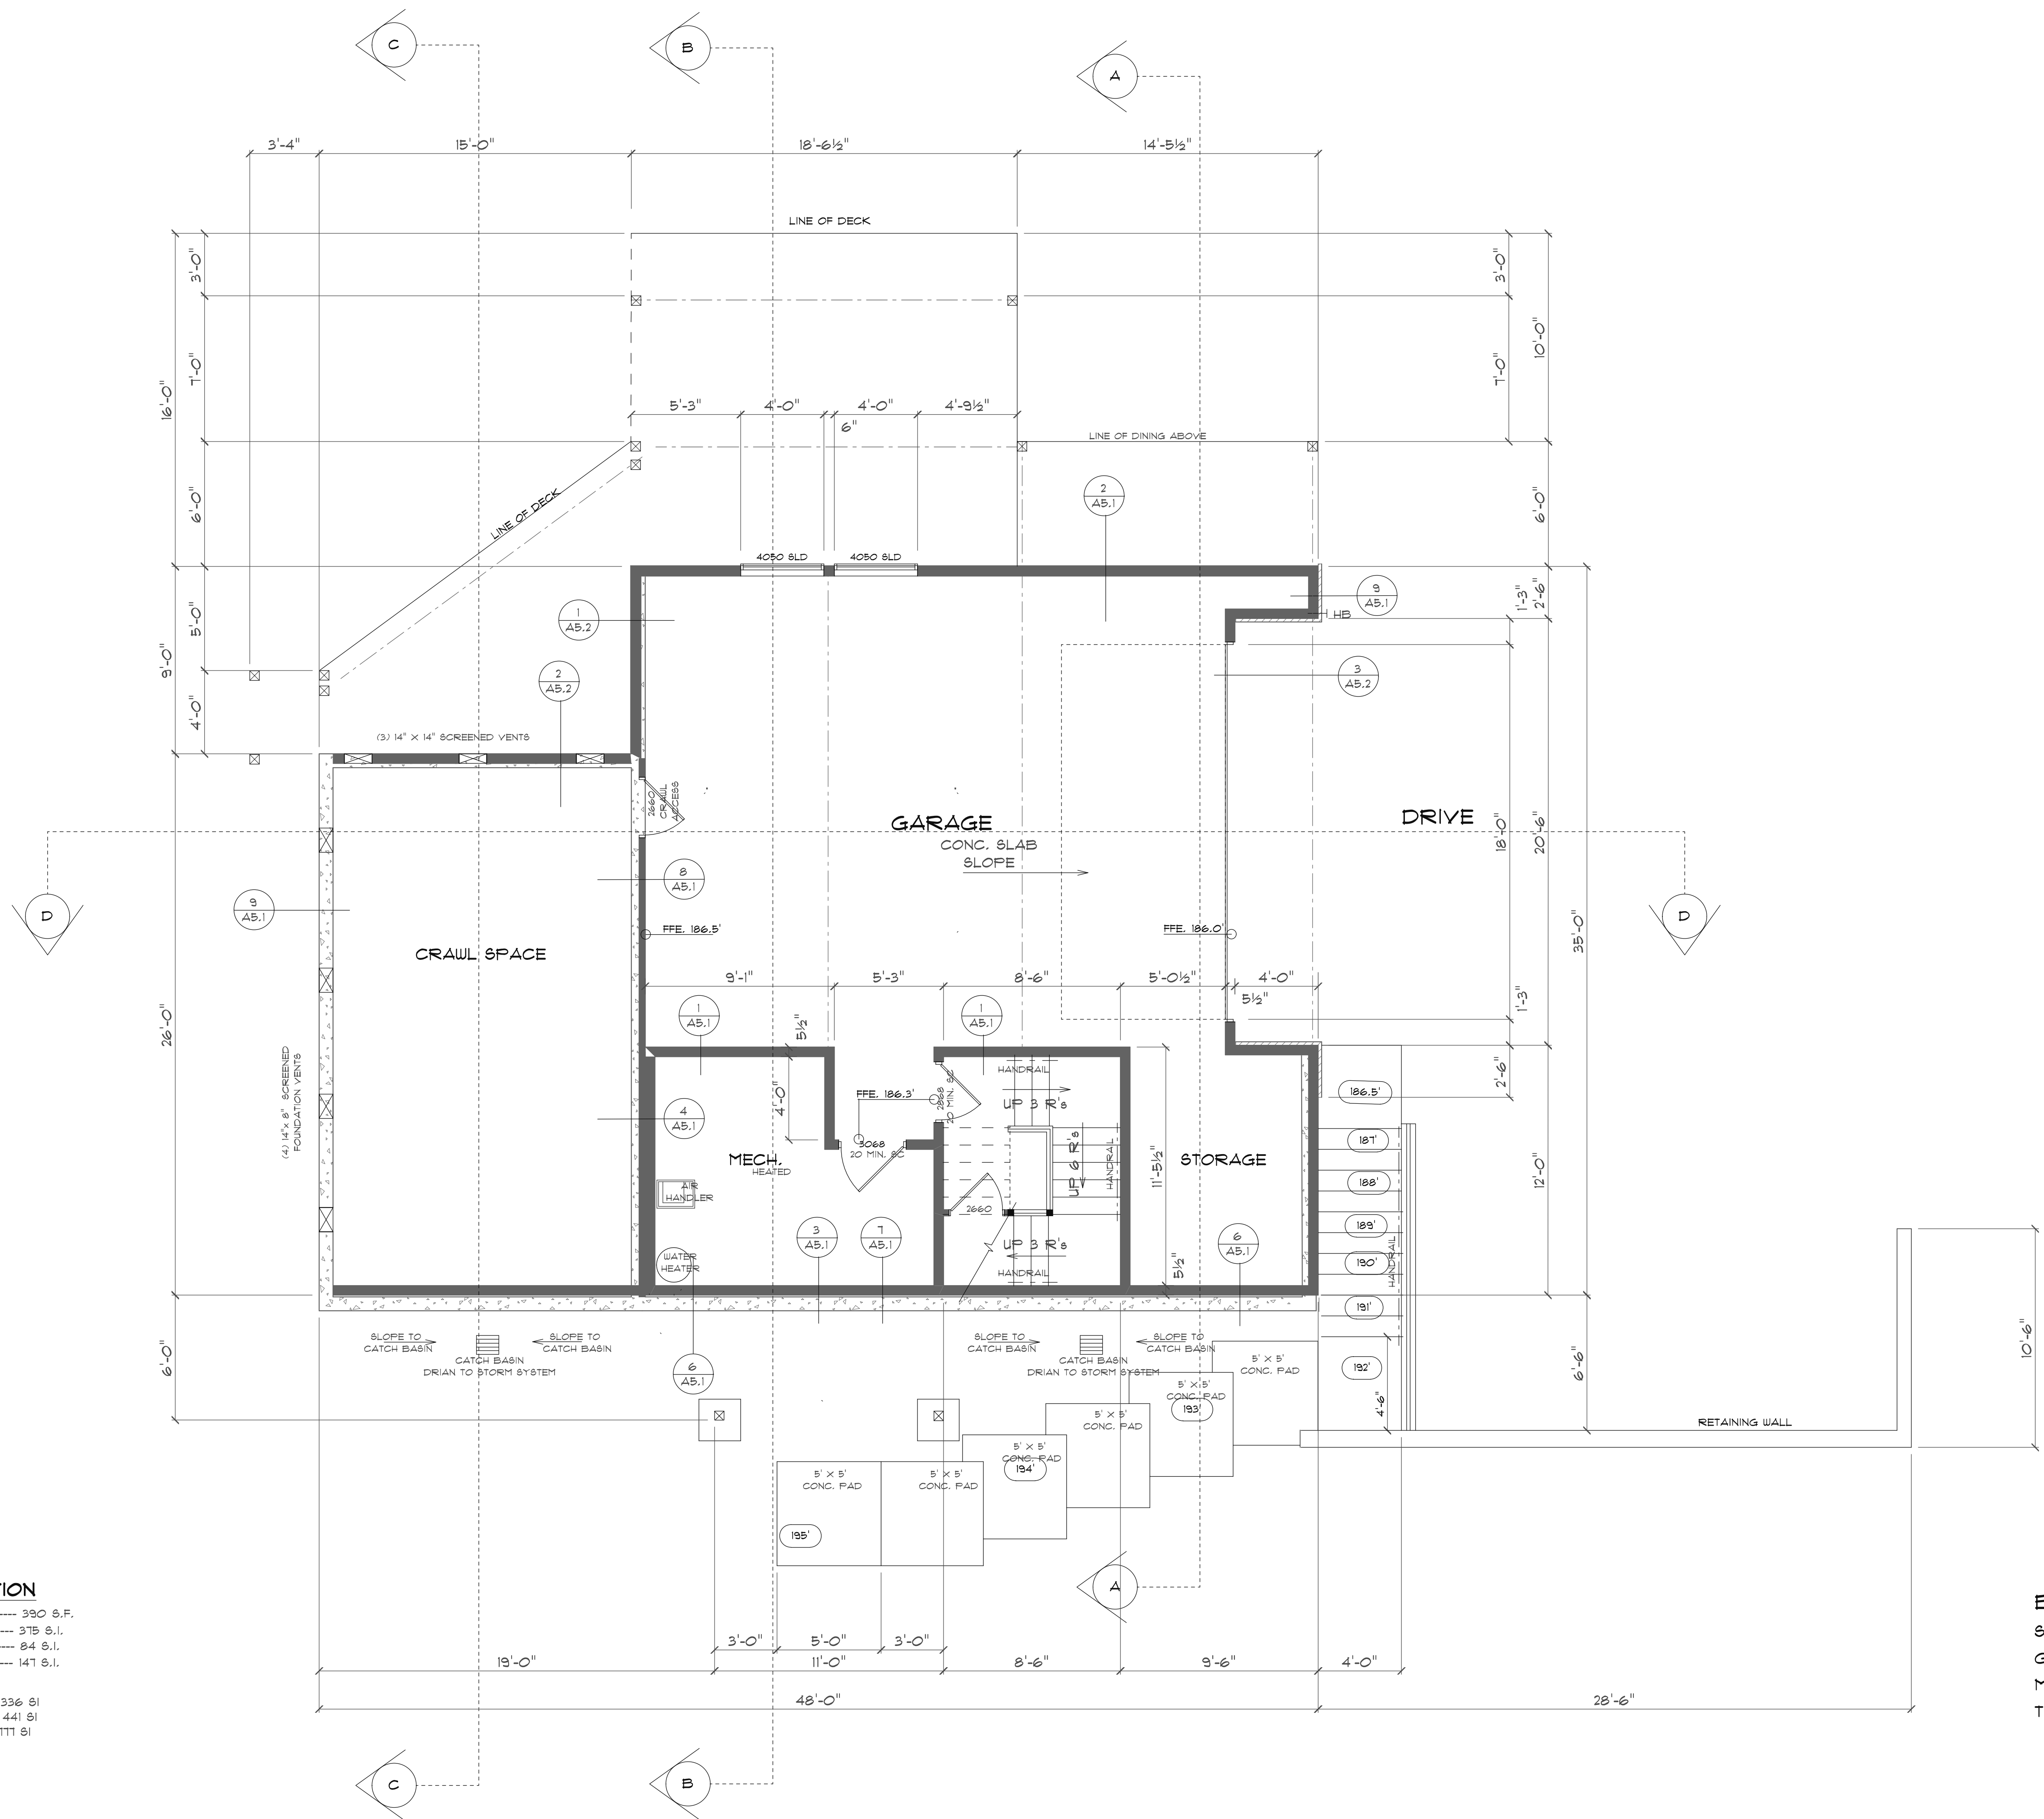 C
B
A
3'-4"
15'-0"
18'-6½"
14'-5½"
LINE OF DECK
3'-0"
7'-0"
16'-0"
6'-0"
5'-0"
9'-0"
4'-0"
26'-0"
6'-0"
3'-0"
10'-0"
7'-0"
6'-0"
5'-3"
4'-0"
6"
4'-0"
4'-9½"
LINE OF DINING ABOVE
LINE OF DECK
2
A5.1
4050 SLD
4050 SLD
1
A5.2
2
A5.2
9
A5.1
HB
1'-3"
2'-6"
3
A5.2
(3) 14" X 14" SCREENED VENTS
2660
CRAWL
ACCESS
GARAGE
CONC. SLAB
SLOPE
DRIVE
18'-0"
20'-6"
35'-0"
D
D
8
A5.1
9
A5.1
CRAWL SPACE
FFE. 186.5'
FFE. 186.0'
9'-1"
5'-3"
8'-6"
5'-0½"
4'-0"
5½"
1'-3"
2'-6"
1
A5.1
5½"
1
A5.1
(4) 14"x 8" SCREENED
FOUNDATION VENTS
4
A5.1
4'-0"
FFE. 186.3'
2868
20 MIN. SC
HANDRAIL
UP 3 R's
UP 6 R's
HANDRAIL
3068
20 MIN. SC
MECH.
HEATED
AIR
HANDLER
WATER
HEATER
2660
11'-5½"
STORAGE
5½"
12'-0"
3
A5.1
7
A5.1
6
A5.1
UP 3 R's
HANDRAIL
186.5'
187'
188'
189'
190'
191'
192'
HANDRAIL
4'-6"
6'-6"
10'-6"
SLOPE TO
CATCH BASIN
SLOPE TO
CATCH BASIN
CATCH BASIN
DRIAN TO STORM SYSTEM
SLOPE TO
CATCH BASIN
SLOPE TO
CATCH BASIN
CATCH BASIN
DRIAN TO STORM SYSTEM
6
A5.1
5' X 5'
CONC. PAD
5' X 5'
CONC. PAD
193'
5' X 5'
CONC. PAD
5' X 5'
CONC. PAD
194'
5' X 5'
CONC. PAD
5' X 5'
CONC. PAD
195'
RETAINING WALL
A
TION
---- 390 S.F.
--- 375 S.I.
---- 84 S.I.
--- 147 S.I.
336 SI
441 SI
777 SI
3'-0"
5'-0"
3'-0"
19'-0"
11'-0"
8'-6"
9'-6"
4'-0"
48'-0"
28'-6"
C
B
S
G
M
T